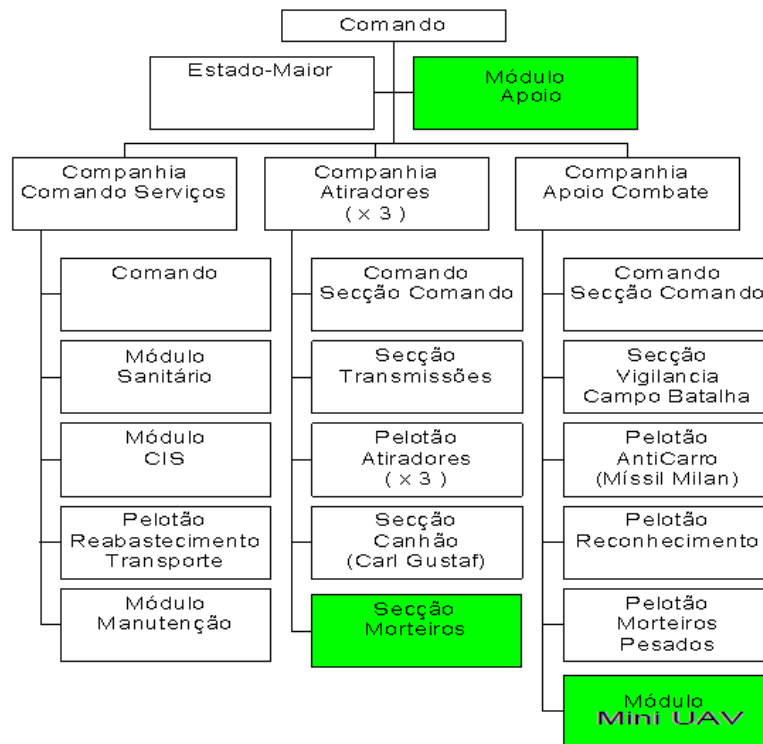 Comando
Estado-Maior
Módulo
Apoio
Companhia
Comando Serviços
Companhia
Atiradores
( × 3 )
Companhia
Apoio Combate
Comando
Módulo
Sanitário
Módulo
CIS
Pelotão
Reabastecimento
Transporte
Módulo
Manutenção
Comando
Secção Comando
Secção
Transmissões
Pelotão
Atiradores
( × 3 )
Secção
Canhão
(Carl Gustaf)
Secção
Morteiros
Comando
Secção Comando
Secção
Vigilancia
Campo Batalha
Pelotão
AntiCarro
(Míssil Milan)
Pelotão
Reconhecimento
Pelotão
Morteiros
Pesados
Módulo
Mini UAV